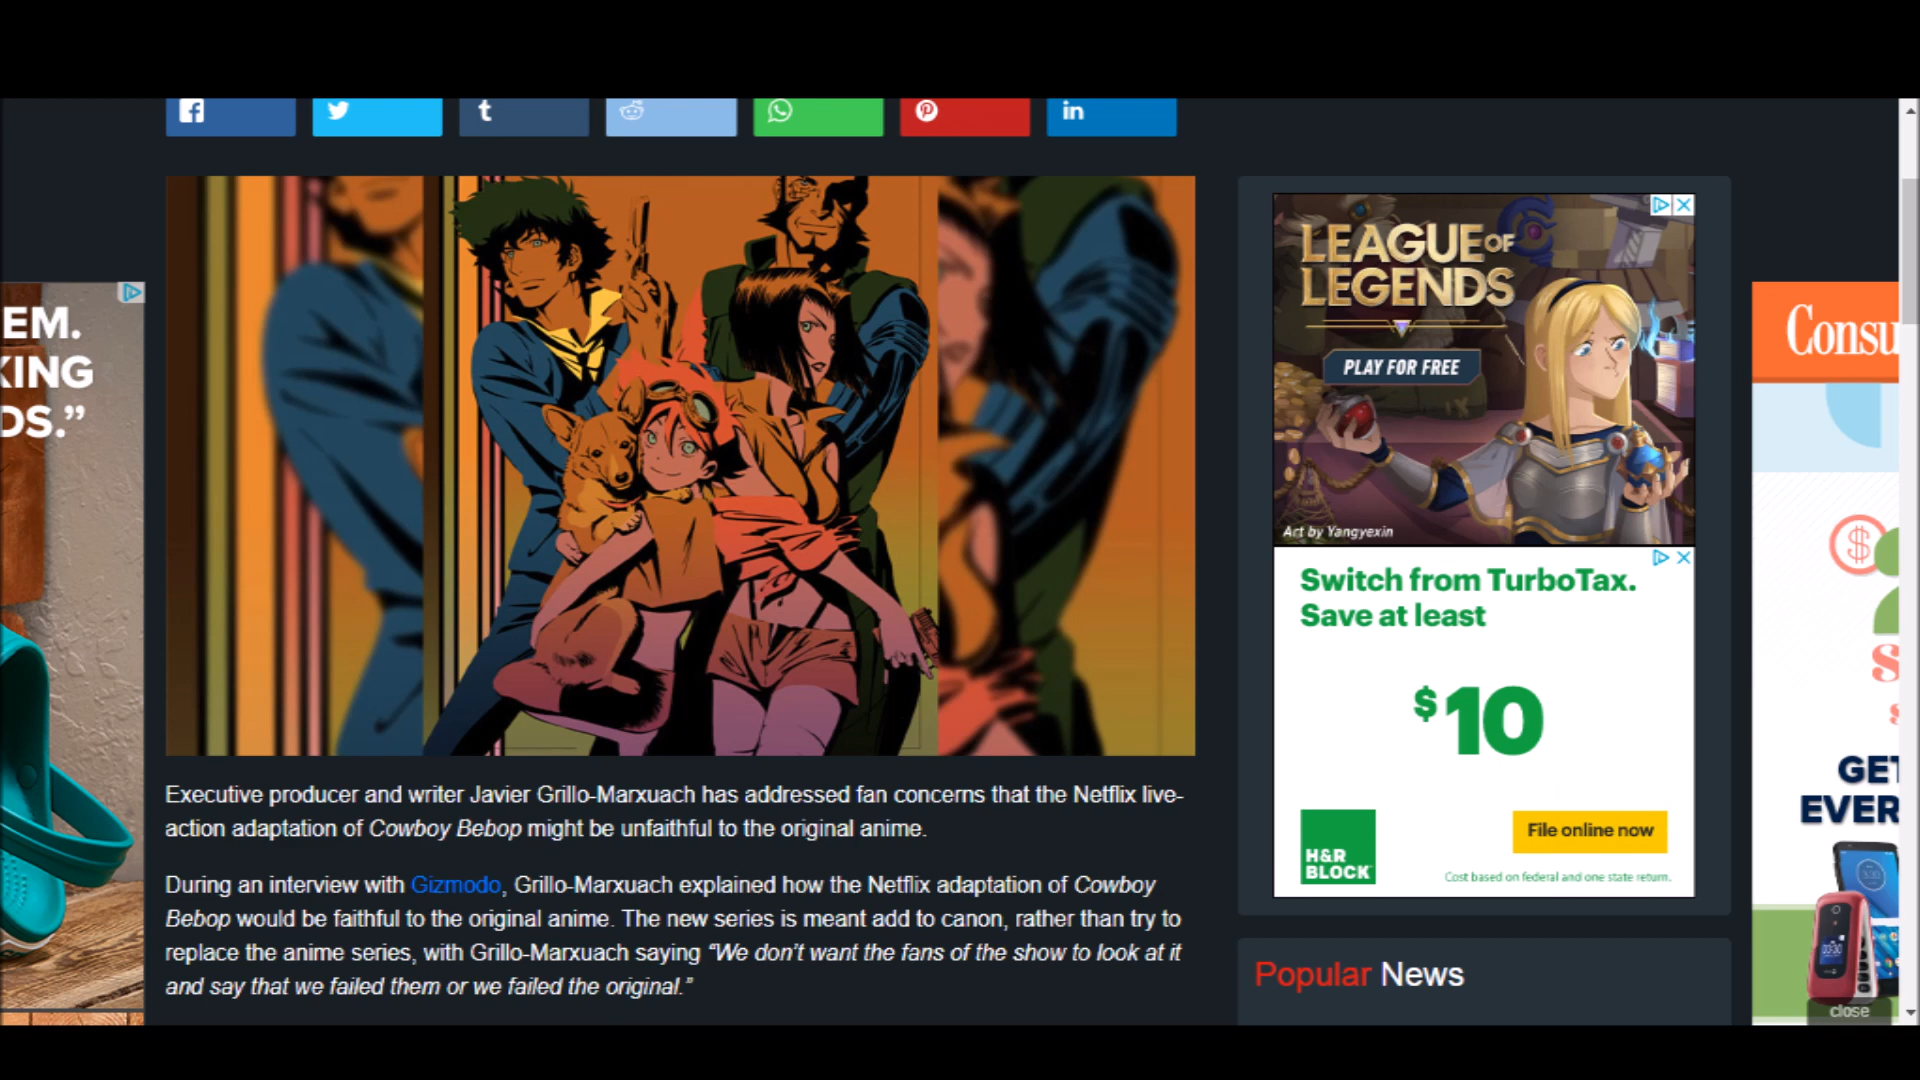 f
t
in
LEAGUE OF
LEGENDS
PLAY FOR FREE
Art by Yangyexin
EM.
KING
DS.”
Consu
Switch from TurboTax.
Save at least
$10
H&R
BLOCK
File online now
Cost based on federal and one state return.
$
GET
EVER
close
Executive producer and writer Javier Grillo-Marxuach has addressed fan concerns that the Netflix live-
action adaptation of Cowboy Bebop might be unfaithful to the original anime.
During an interview with Gizmodo, Grillo-Marxuach explained how the Netflix adaptation of Cowboy
Bebop would be faithful to the original anime. The new series is meant add to canon, rather than try to
replace the anime series, with Grillo-Marxuach saying “We don’t want the fans of the show to look at it
and say that we failed them or we failed the original.”
Popular News